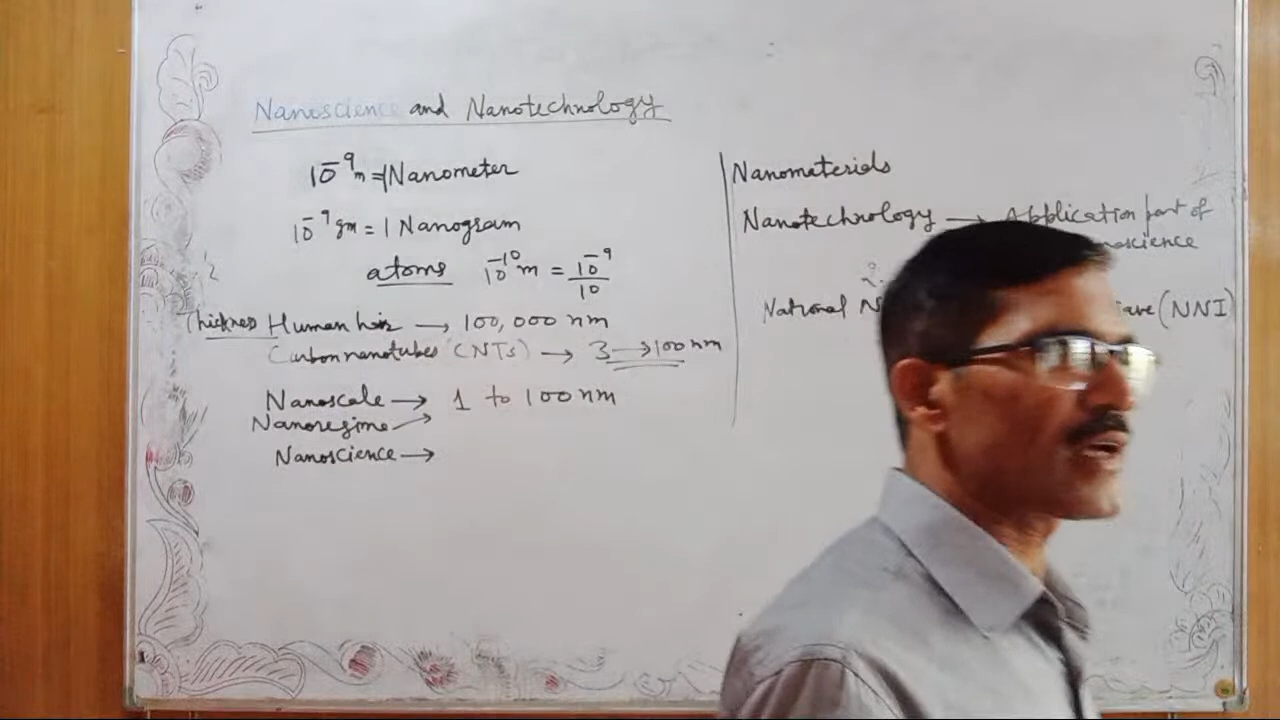 Nanoscience and Nanotechnology
10⁻⁹m = 1 Nanometer
10⁻⁹gm = 1 Nanogram
atoms 10⁻¹⁰m = 10⁻⁹/10
Thickness Human hair → 100,000 nm
Carbon nanotubes (CNTs) → 3 → 100 nm
Nanoscale → 1 to 100 nm
Nanoregime →
Nanoscience →
Nanomaterials
Nanotechnology → Application part of
National
(NNI)